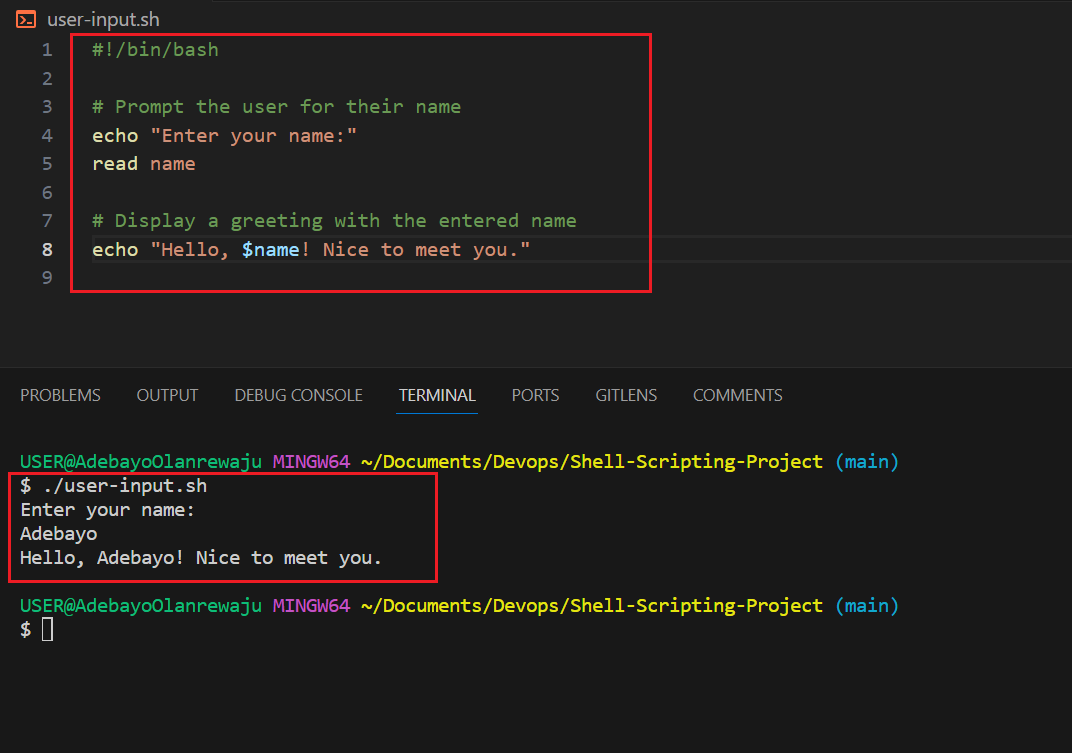 user-input.sh
1 #!/bin/bash
2
3 # Prompt the user for their name
4 echo "Enter your name:"
5 read name
6
7 # Display a greeting with the entered name
8 echo "Hello, $name! Nice to meet you."
9
PROBLEMS OUTPUT DEBUG CONSOLE TERMINAL PORTS GITLENS COMMENTS
USER@AdebayoOlanrewaju MINGW64 ~/Documents/Devops/Shell-Scripting-Project (main)
$ ./user-input.sh
Enter your name:
Adebayo
Hello, Adebayo! Nice to meet you.
USER@AdebayoOlanrewaju MINGW64 ~/Documents/Devops/Shell-Scripting-Project (main)
$